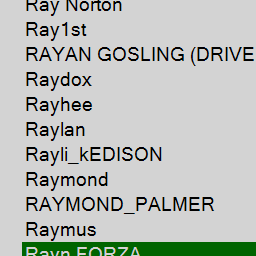 Ray Norton
Ray1st
RAYAN GOSLING (DRIVE
Raydox
Rayhee
Raylan
Rayli_kEDISON
Raymond
RAYMOND_PALMER
Raymus
Rayn FORZA